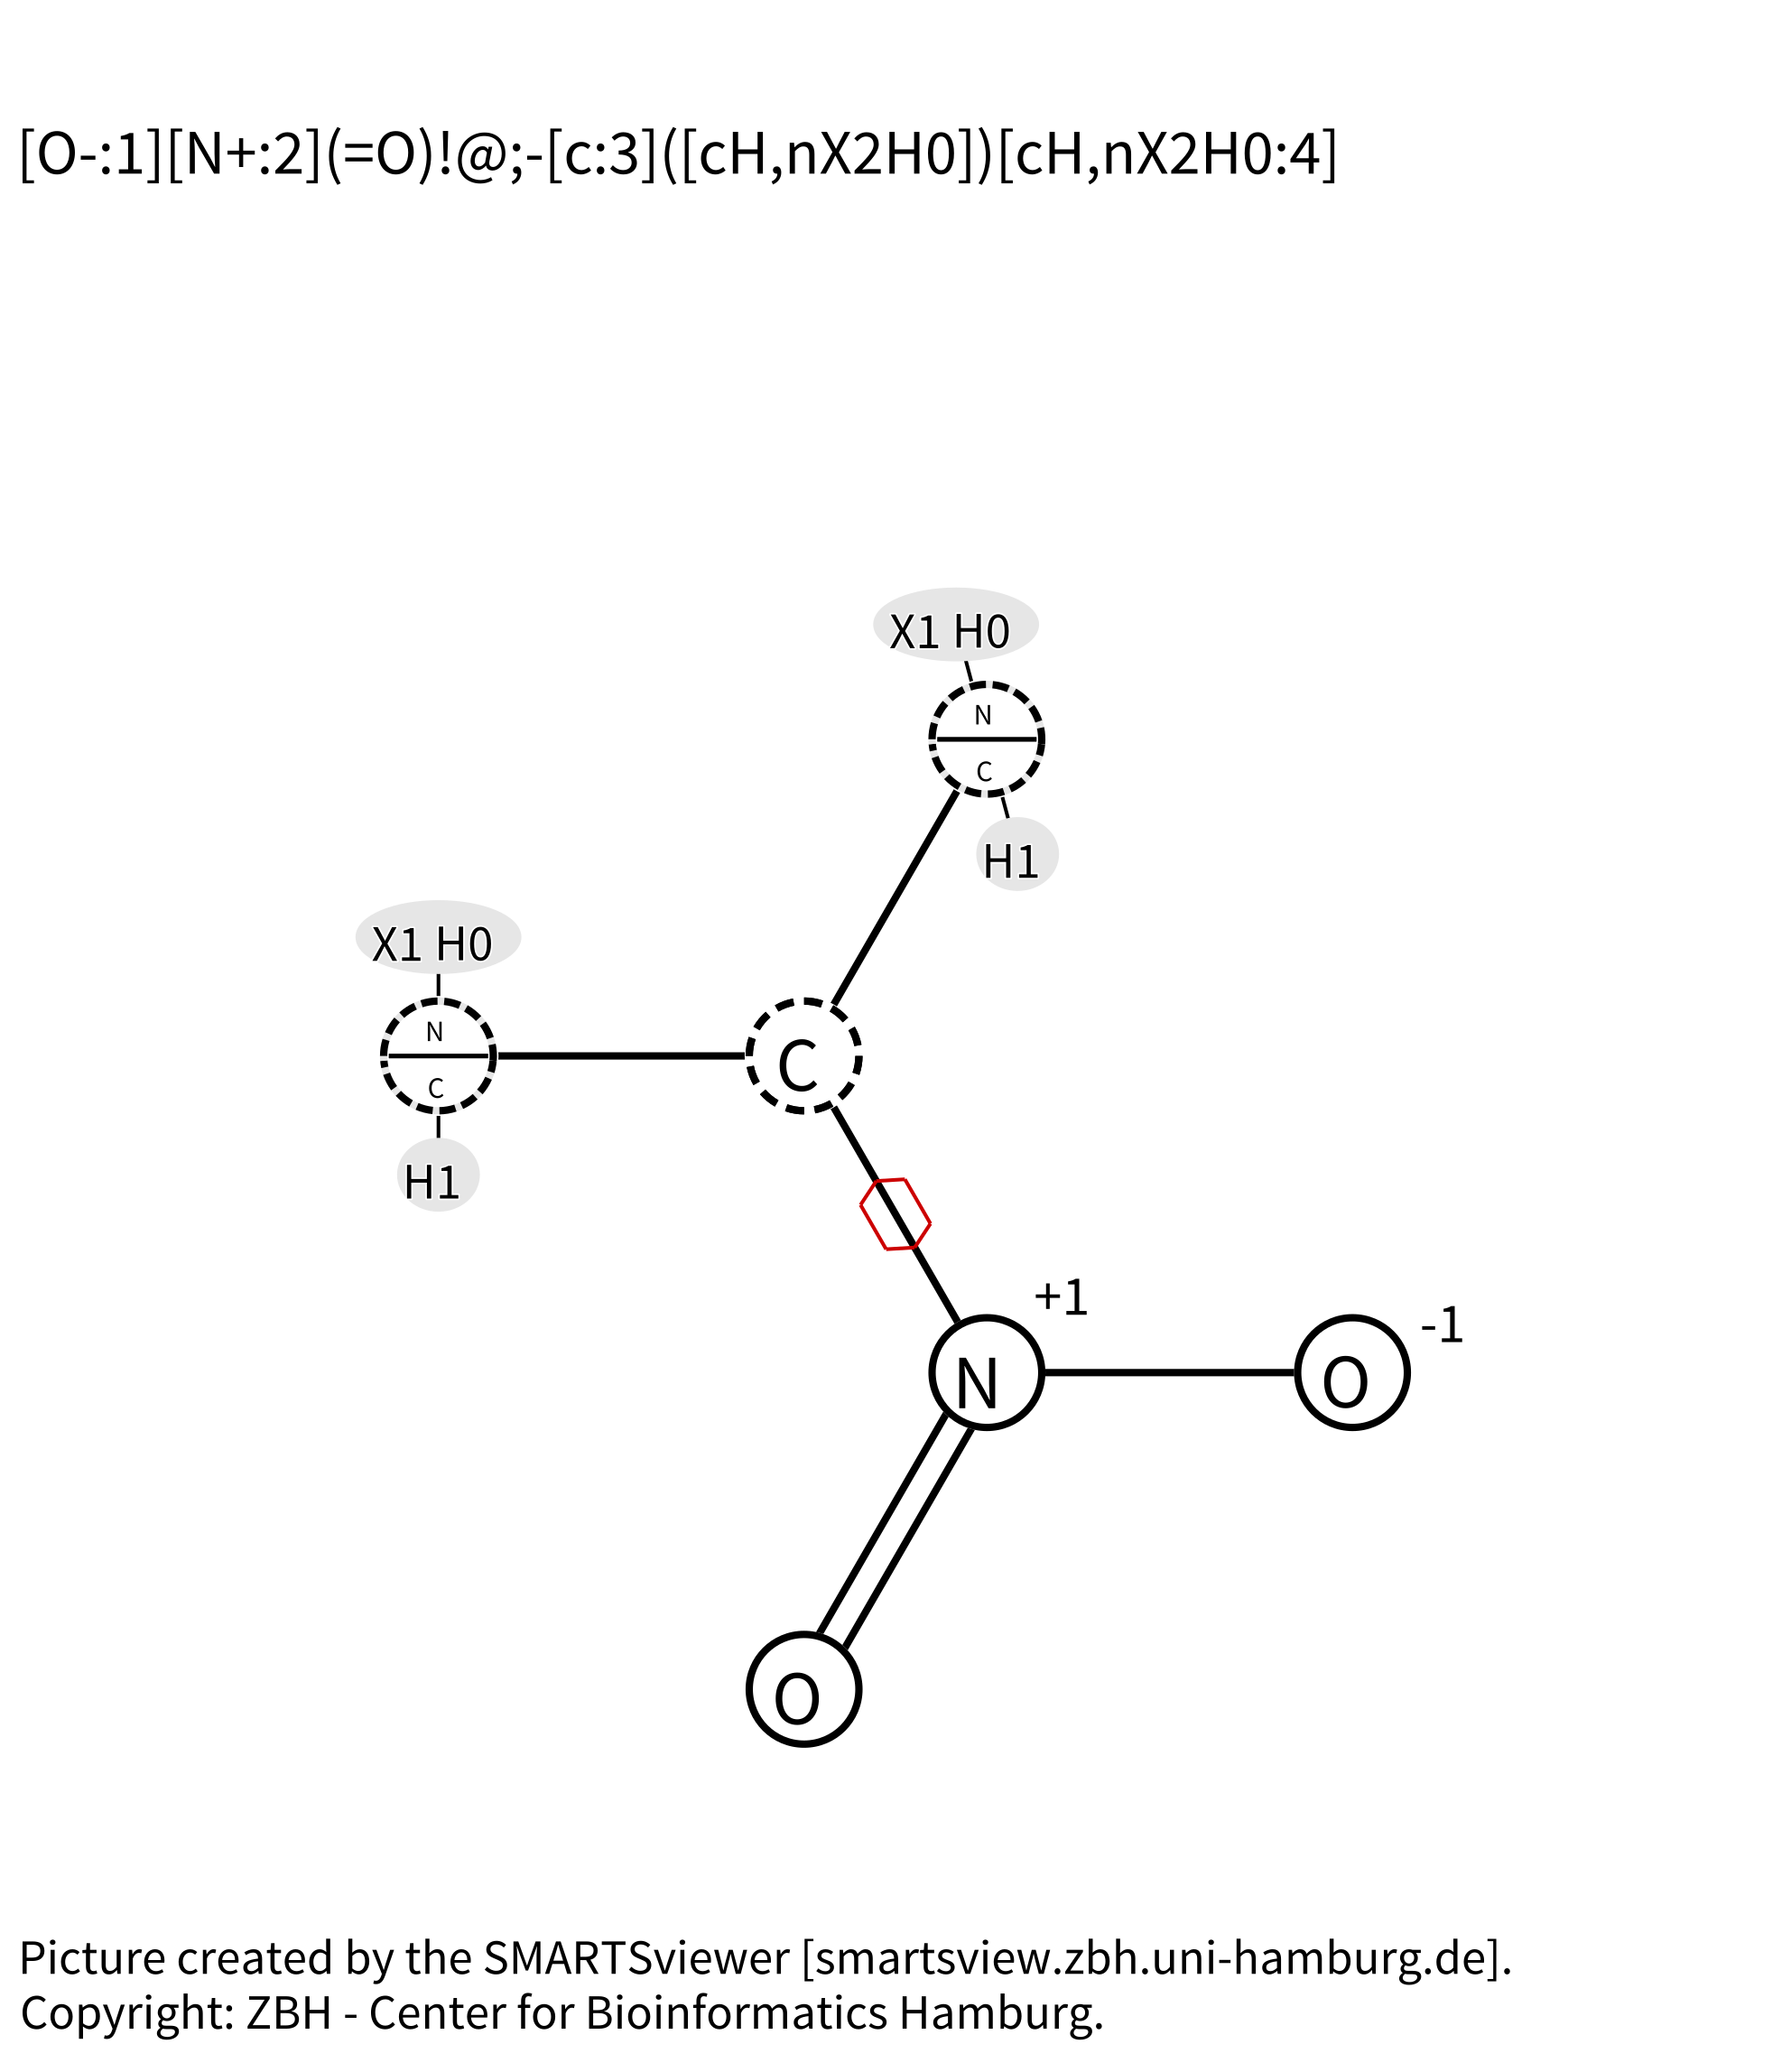 [O-:1][N+:2](=O)!@;-[c:3]([cH,nX2H0])[cH,nX2H0:4]
X1 H0
N
C
H1
X1 H0
N
C
H1
C
+1
N
-1
O
O
Picture created by the SMARTSviewer [smartsview.zbh.uni-hamburg.de].
Copyright: ZBH - Center for Bioinformatics Hamburg.